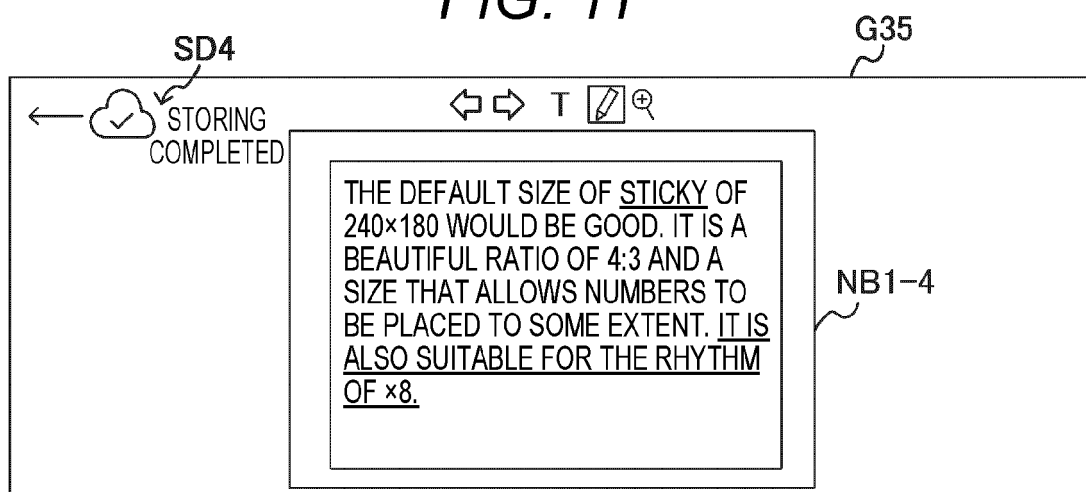 FIG. 11
G35
SD4
STORING
COMPLETED
T
THE DEFAULT SIZE OF STICKY OF
240×180 WOULD BE GOOD. IT IS A
BEAUTIFUL RATIO OF 4:3 AND A
SIZE THAT ALLOWS NUMBERS TO
BE PLACED TO SOME EXTENT. IT IS
ALSO SUITABLE FOR THE RHYTHM
OF ×8.
NB1-4